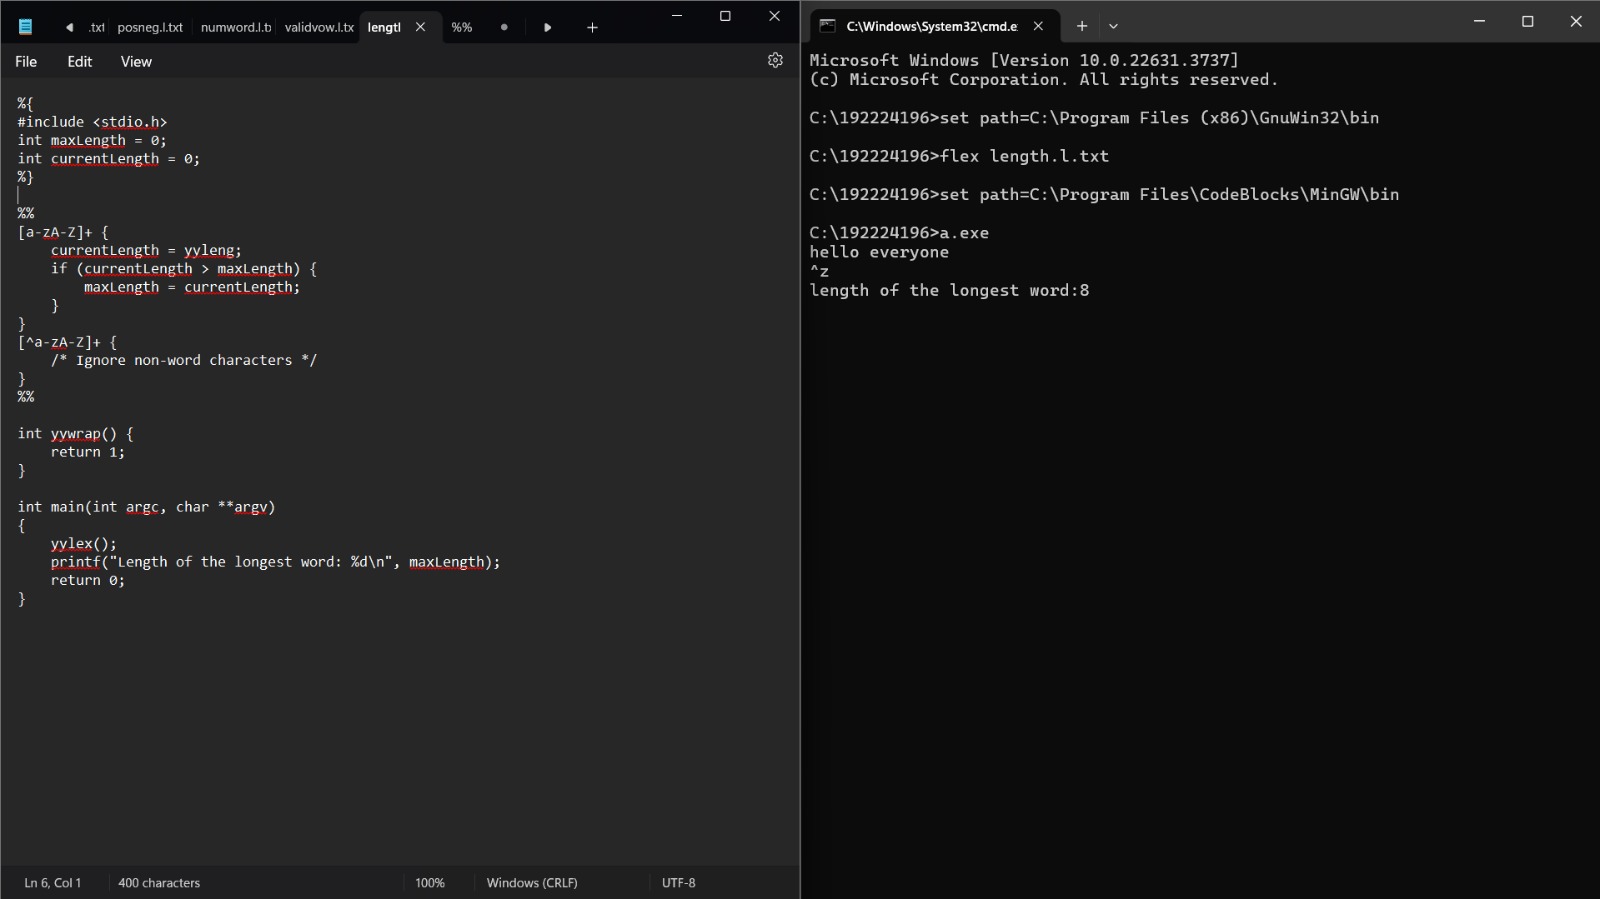 .txt posneg.l.txt numword.l.t validvow.l.tx lengtl %%
File Edit View
%{
#include <stdio.h>
int maxLength = 0;
int currentLength = 0;
%}
%%
[a-zA-Z]+ {
currentLength = yyleng;
if (currentLength > maxLength) {
maxLength = currentLength;
}
}
[^a-zA-Z]+ {
/* Ignore non-word characters */
}
%%
int yywrap() {
return 1;
}
int main(int argc, char **argv)
{
yylex();
printf("Length of the longest word: %d\n", maxLength);
return 0;
}
Ln 6, Col 1 400 characters 100% Windows (CRLF) UTF-8
C:\Windows\System32\cmd.e
Microsoft Windows [Version 10.0.22631.3737]
(c) Microsoft Corporation. All rights reserved.
C:\192224196>set path=C:\Program Files (x86)\GnuWin32\bin
C:\192224196>flex length.l.txt
C:\192224196>set path=C:\Program Files\CodeBlocks\MinGW\bin
C:\192224196>a.exe
hello everyone
^z
length of the longest word:8